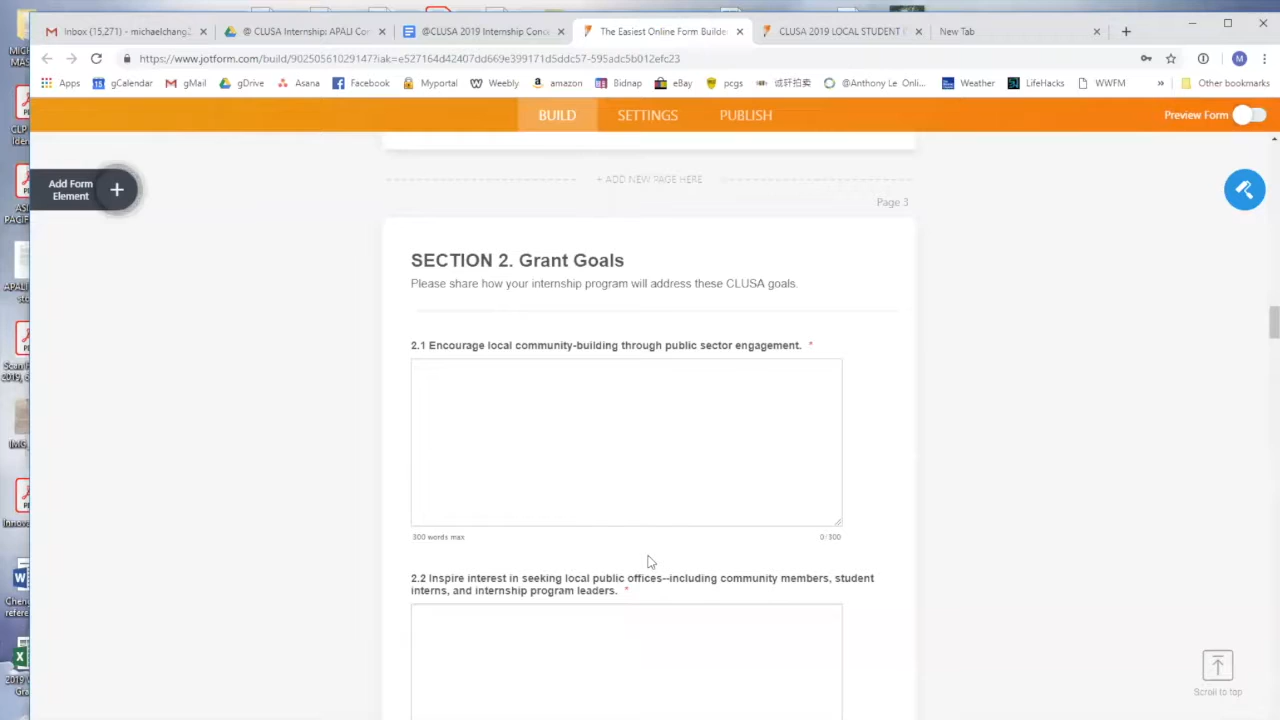 Inbox (15,271) - michaelchang
@ CLUSA Internship: APALI Con
@CLUSA 2019 Internship Conce
The Easiest Online Form Builde
CLUSA 2019 LOCAL STUDENT
New Tab
https://www.jotform.com/build/90250561029147?iak=e527164d42407dd669e399171d5ddc57-595adc5b012efc23
Apps gCalendar gMail gDrive Asana Facebook Myportal Weebly amazon Bidnap eBay pcgs 诚轩拍卖 @Anthony Le Onli... Weather LifeHacks WWFM » Other bookmarks
BUILD SETTINGS PUBLISH Preview Form
Add Form
Element
+ ADD NEW PAGE HERE
Page 3
SECTION 2. Grant Goals
Please share how your internship program will address these CLUSA goals.
2.1 Encourage local community-building through public sector engagement. *
300 words max 0/300
2.2 Inspire interest in seeking local public offices--including community members, student
interns, and internship program leaders. *
Scroll to top